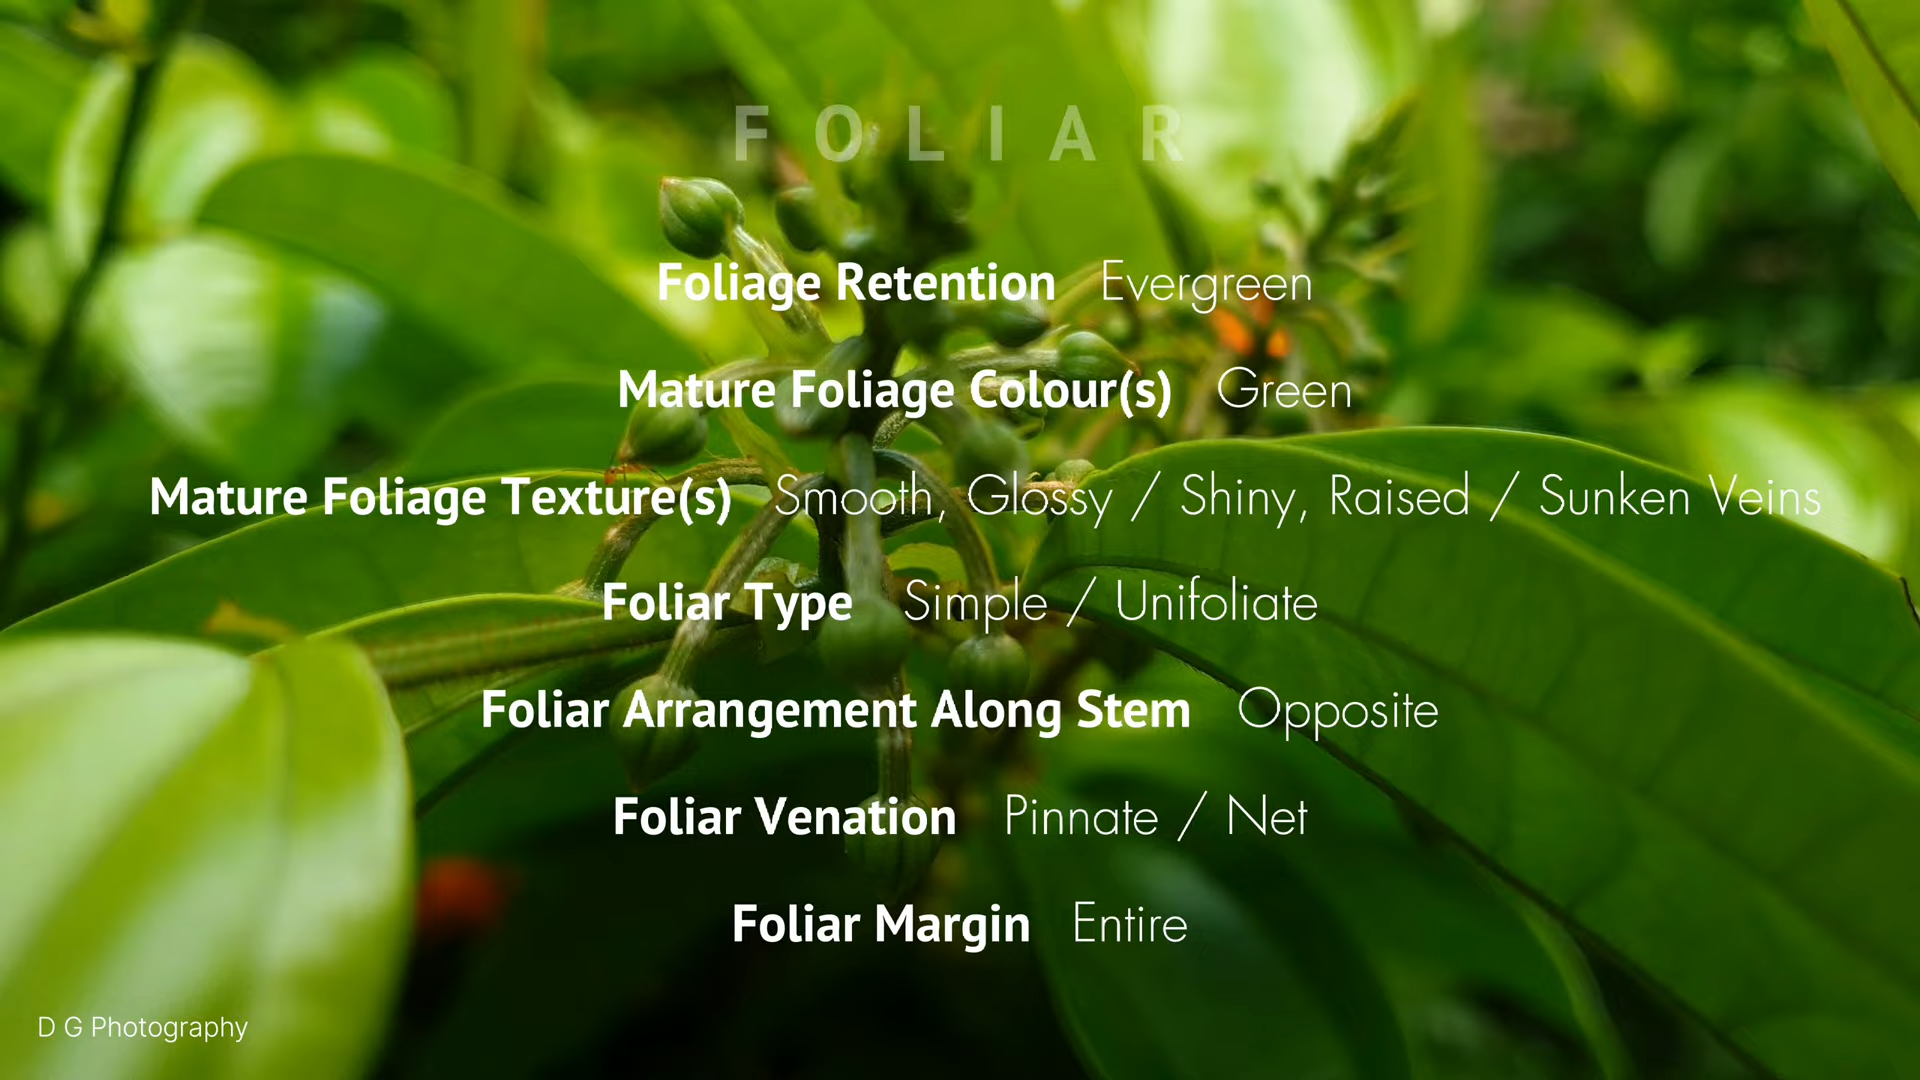 FOLIAR
Foliage Retention Evergreen
Mature Foliage Colour(s) Green
Mature Foliage Texture(s) Smooth, Glossy / Shiny, Raised / Sunken Veins
Foliar Type Simple / Unifoliate
Foliar Arrangement Along Stem Opposite
Foliar Venation Pinnate / Net
Foliar Margin Entire
D G Photography